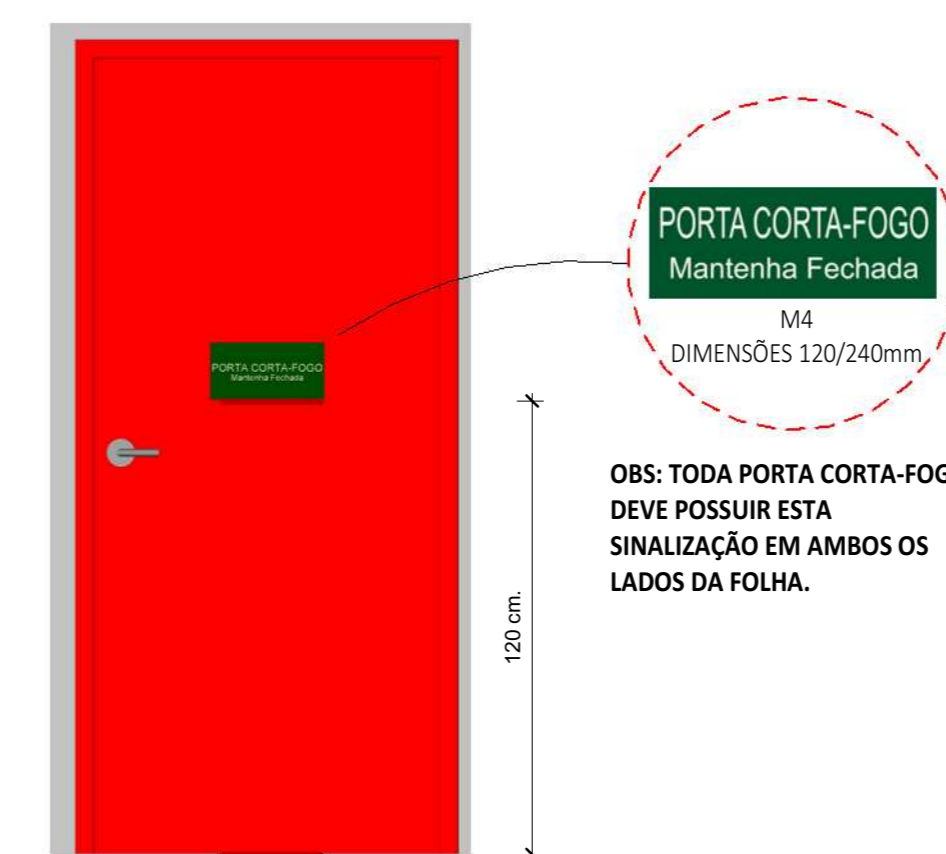 PORTA CORTA-FOGO
Mantenha Fechada
PORTA CORTA-FOGO
Mantenha Fechada
M4
DIMENSÕES 120/240mm
120 cm.
OBS: TODA PORTA CORTA-FOG
DEVE POSSUIR ESTA
SINALIZAÇÃO EM AMBOS OS
LADOS DA FOLHA.